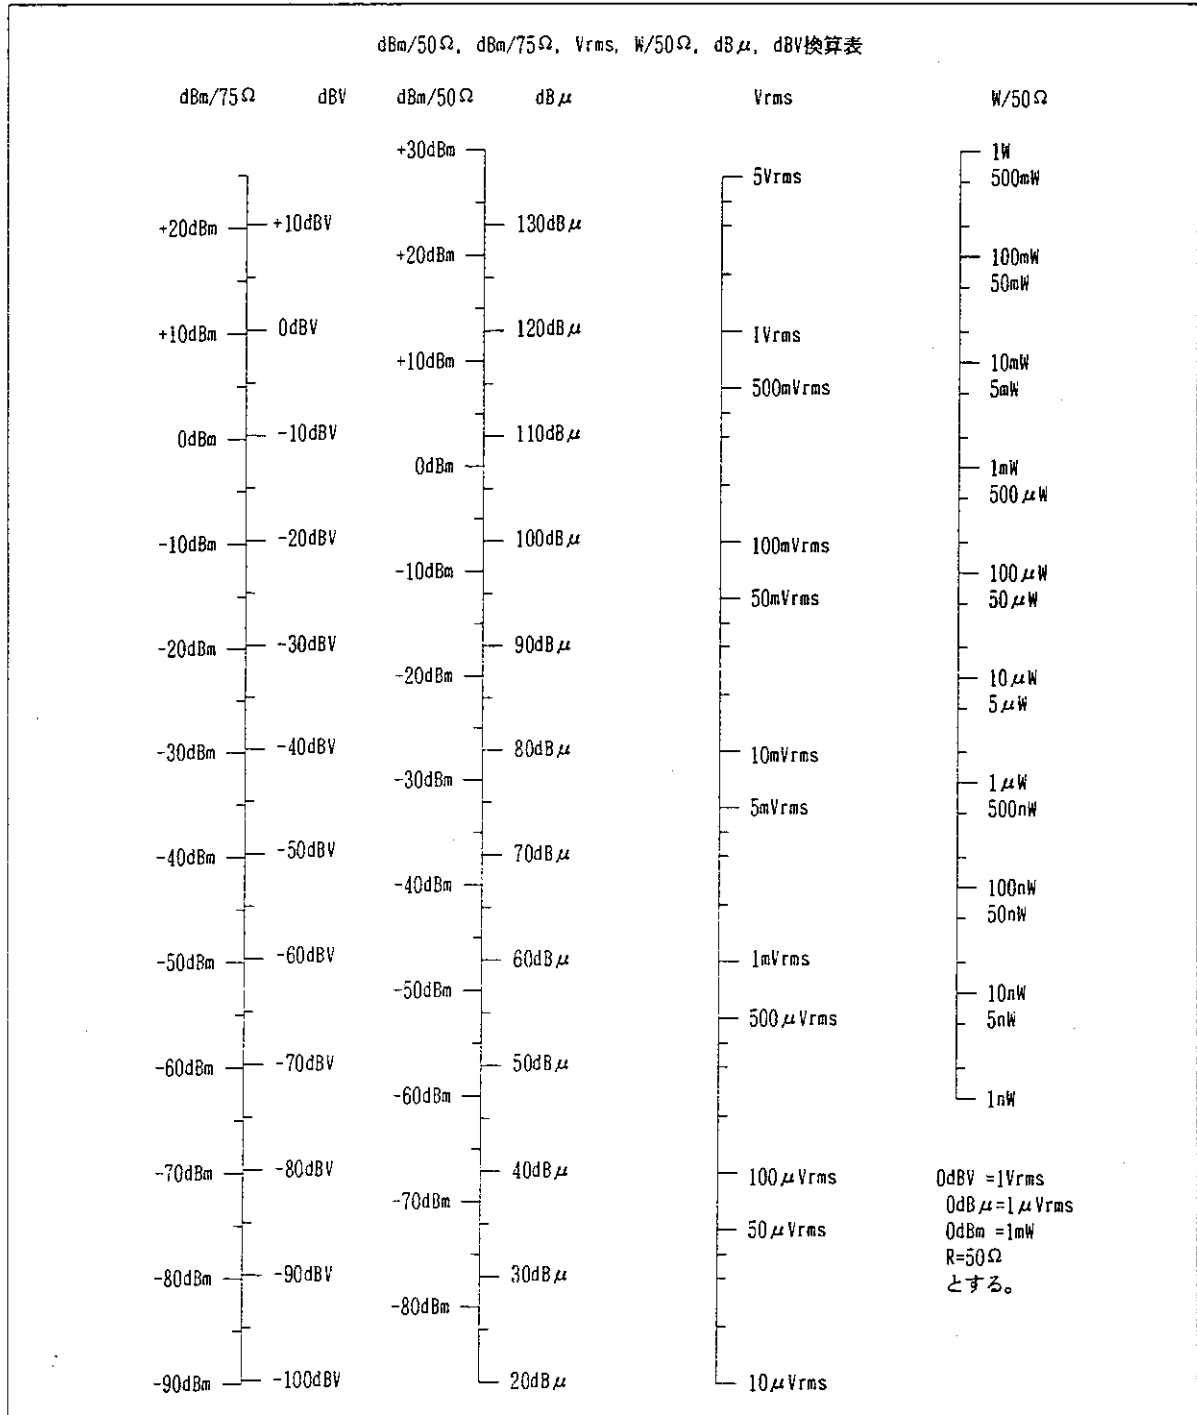 dBm/50Ω, dBm/75Ω, Vrms, W/50Ω, dBμ, dBV換算表
dBm/75Ω dBV dBm/50Ω dBμ Vrms W/50Ω
+20dBm
+10dBm
0dBm
-10dBm
-20dBm
-30dBm
-40dBm
-50dBm
-60dBm
-70dBm
-80dBm
-90dBm
+10dBV
0dBV
-10dBV
-20dBV
-30dBV
-40dBV
-50dBV
-60dBV
-70dBV
-80dBV
-90dBV
-100dBV
+30dBm
+20dBm
+10dBm
0dBm
-10dBm
-20dBm
-30dBm
-40dBm
-50dBm
-60dBm
-70dBm
-80dBm
130dBμ
120dBμ
110dBμ
100dBμ
90dBμ
80dBμ
70dBμ
60dBμ
50dBμ
40dBμ
30dBμ
20dBμ
5Vrms
1Vrms
500mVrms
100mVrms
50mVrms
10mVrms
5mVrms
1mVrms
500μVrms
100μVrms
50μVrms
10μVrms
1W
500mW
100mW
50mW
10mW
5mW
1mW
500μW
100μW
50μW
10μW
5μW
1μW
500nW
100nW
50nW
10nW
5nW
1nW
0dBV =1Vrms
0dBμ=1μVrms
0dBm =1mW
R=50Ω
とする。